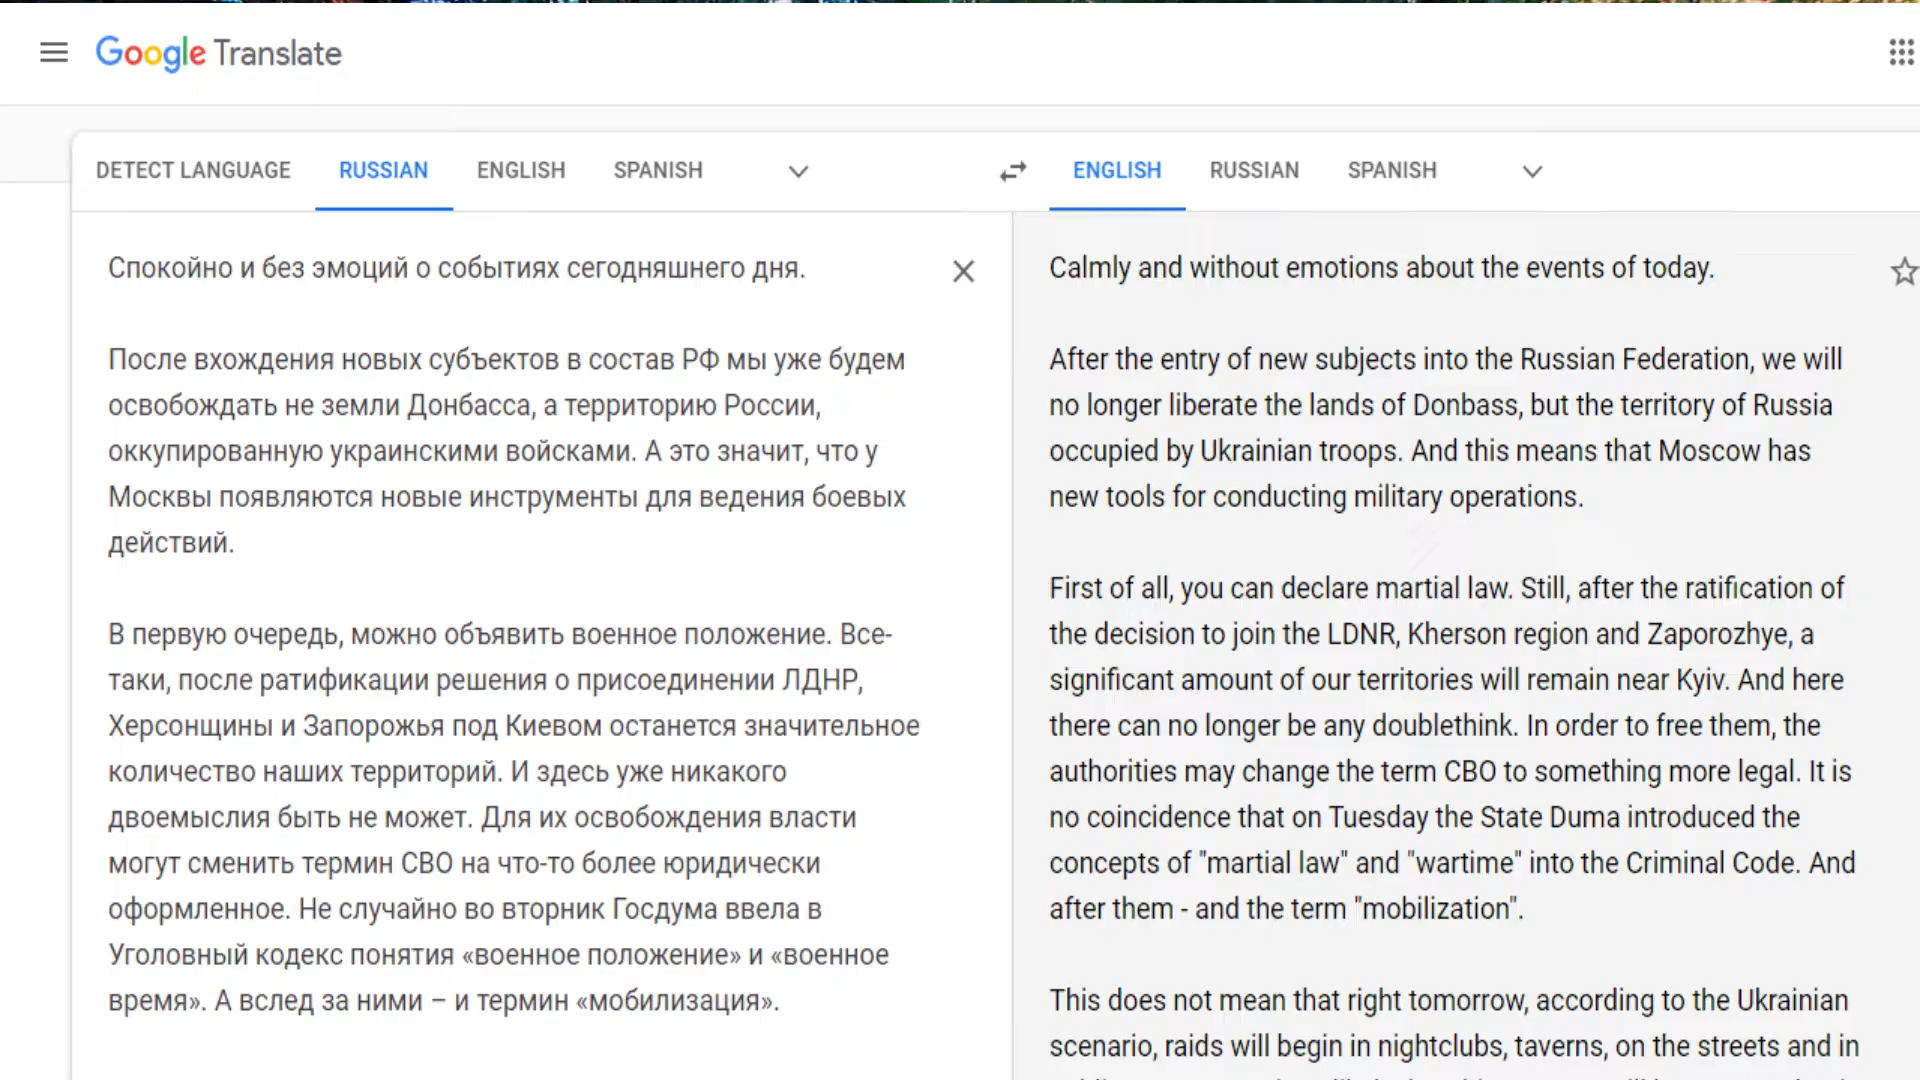 Google Translate
DETECT LANGUAGE RUSSIAN ENGLISH SPANISH
ENGLISH RUSSIAN SPANISH
Спокойно и без эмоций о событиях сегодняшнего дня.
После вхождения новых субъектов в состав РФ мы уже будем
освобождать не земли Донбасса, а территорию России,
оккупированную украинскими войсками. А это значит, что у
Москвы появляются новые инструменты для ведения боевых
действий.
В первую очередь, можно объявить военное положение. Все-
таки, после ратификации решения о присоединении ЛДНР,
Херсонщины и Запорожья под Киевом останется значительное
количество наших территорий. И здесь уже никакого
двоемыслия быть не может. Для их освобождения власти
могут сменить термин СВО на что-то более юридически
оформленное. Не случайно во вторник Госдума ввела в
Уголовный кодекс понятия «военное положение» и «военное
время». А вслед за ними – и термин «мобилизация».
Calmly and without emotions about the events of today.
After the entry of new subjects into the Russian Federation, we will
no longer liberate the lands of Donbass, but the territory of Russia
occupied by Ukrainian troops. And this means that Moscow has
new tools for conducting military operations.
First of all, you can declare martial law. Still, after the ratification of
the decision to join the LDNR, Kherson region and Zaporozhye, a
significant amount of our territories will remain near Kyiv. And here
there can no longer be any doublethink. In order to free them, the
authorities may change the term CBO to something more legal. It is
no coincidence that on Tuesday the State Duma introduced the
concepts of "martial law" and "wartime" into the Criminal Code. And
after them - and the term "mobilization".
This does not mean that right tomorrow, according to the Ukrainian
scenario, raids will begin in nightclubs, taverns, on the streets and in